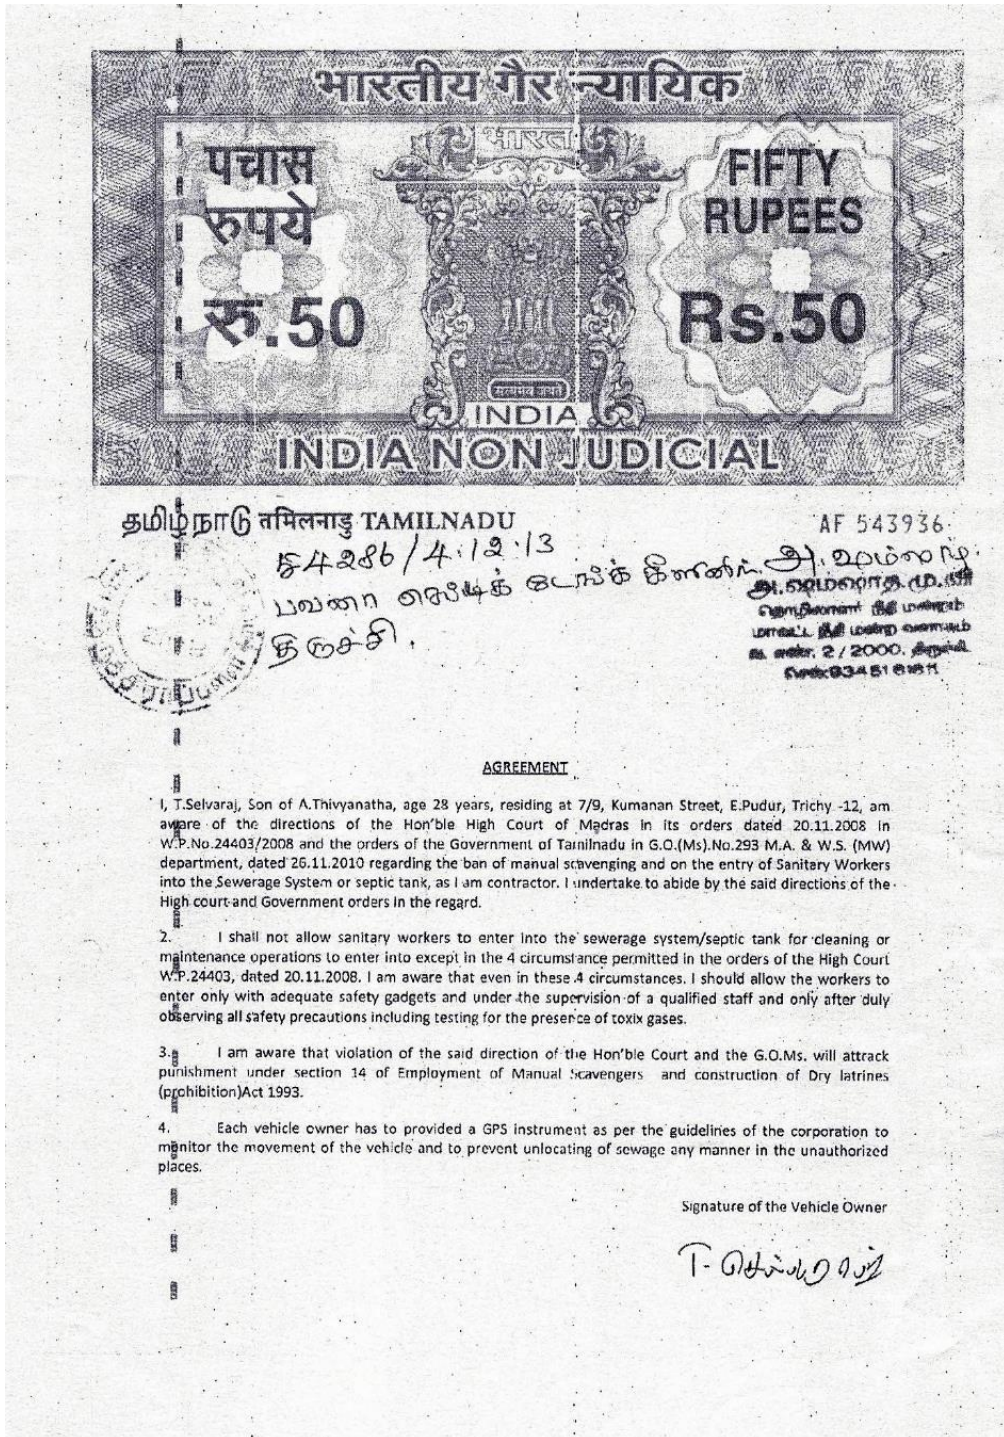 भारतीय गैर न्यायिक
भारत
पचास
रुपये
रु.50
FIFTY
RUPEES
Rs.50
सत्यमेव जयते
INDIA
INDIA NON JUDICIAL
தமிழ்நாடு तमिलनाडु TAMILNADU
AF 543936
54286/4.12.13
செப்டிக் டேங்க்
திருச்சி.
2/2000,
AGREEMENT
I, T.Selvaraj, Son of A.Thivyanatha, age 28 years, residing at 7/9, Kumanan Street, E.Pudur, Trichy -12, am
aware of the directions of the Hon'ble High Court of Madras in its orders dated 20.11.2008 in
W.P.No.24403/2008 and the orders of the Government of Tamilnadu in G.O.(Ms).No.293 M.A. & W.S. (MW)
department, dated 26.11.2010 regarding the ban of manual scavenging and on the entry of Sanitary Workers
into the Sewerage System or septic tank, as I am contractor. I undertake to abide by the said directions of the
High court and Government orders in the regard.
2. I shall not allow sanitary workers to enter into the sewerage system/septic tank for cleaning or
maintenance operations to enter into except in the 4 circumstance permitted in the orders of the High Court
W.P.24403, dated 20.11.2008. I am aware that even in these 4 circumstances. I should allow the workers to
enter only with adequate safety gadgets and under the supervision of a qualified staff and only after duly
observing all safety precautions including testing for the presence of toxix gases.
3. I am aware that violation of the said direction of the Hon'ble Court and the G.O.Ms. will attrack
punishment under section 14 of Employment of Manual Scavengers and construction of Dry latrines
(prohibition)Act 1993.
4. Each vehicle owner has to provided a GPS instrument as per the guidelines of the corporation to
monitor the movement of the vehicle and to prevent unlocating of sewage any manner in the unauthorized
places.
Signature of the Vehicle Owner
T. செல்வராஜ்